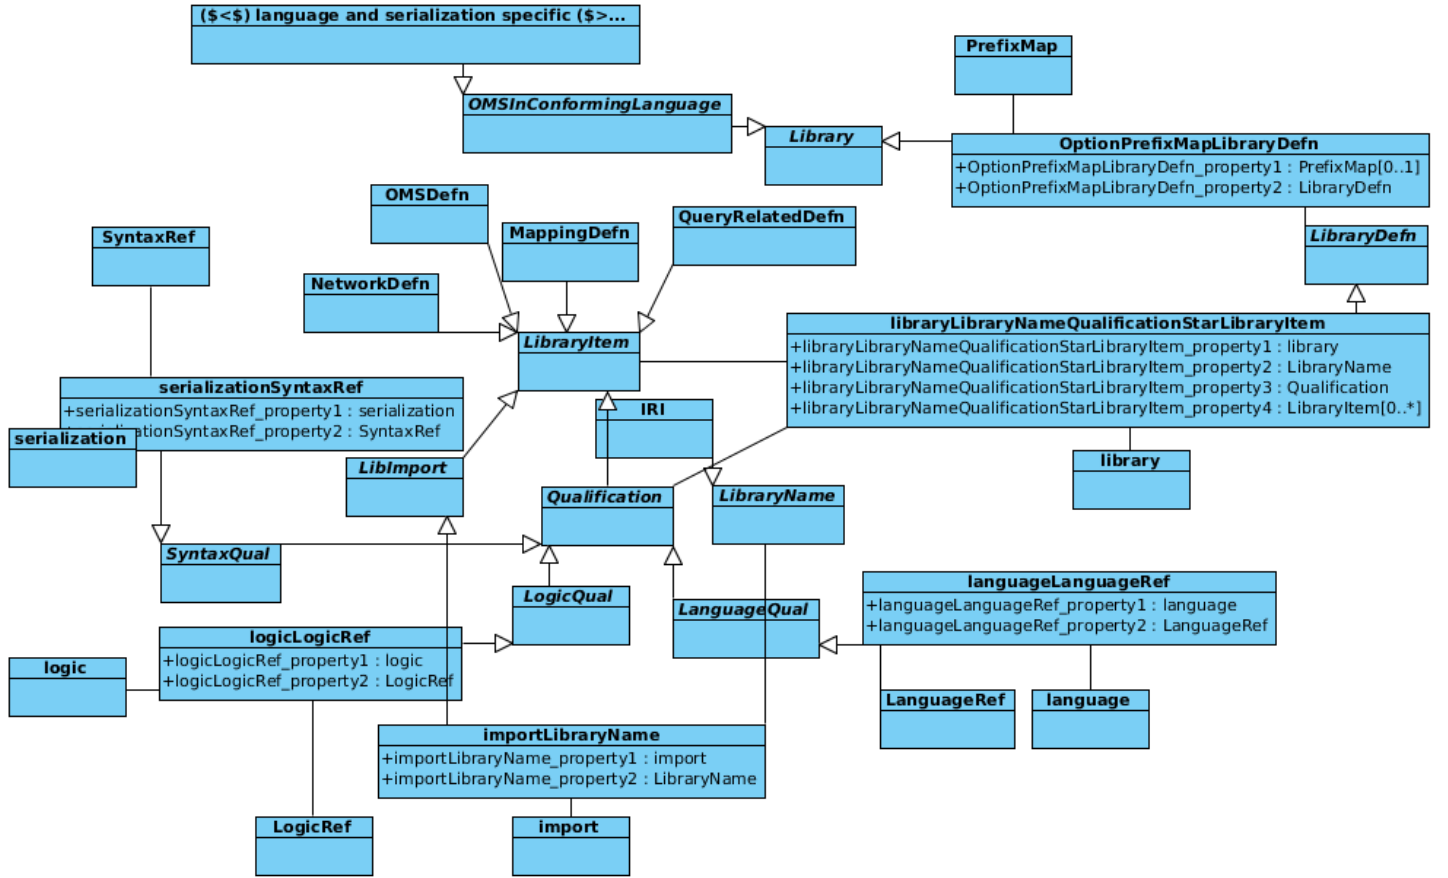 ($<$) language and serialization specific ($>...
PrefixMap
OMSInConformingLanguage
Library
OptionPrefixMapLibraryDefn
+OptionPrefixMapLibraryDefn_property1 : PrefixMap[0..1]
+OptionPrefixMapLibraryDefn_property2 : LibraryDefn
OMSDefn
QueryRelatedDefn
MappingDefn
SyntaxRef
LibraryDefn
NetworkDefn
LibraryItem
libraryLibraryNameQualificationStarLibraryItem
+libraryLibraryNameQualificationStarLibraryItem_property1 : library
+libraryLibraryNameQualificationStarLibraryItem_property2 : LibraryName
+libraryLibraryNameQualificationStarLibraryItem_property3 : Qualification
+libraryLibraryNameQualificationStarLibraryItem_property4 : LibraryItem[0..*]
serializationSyntaxRef
+serializationSyntaxRef_property1 : serialization
SyntaxRef_property2 : SyntaxRef
serialization
IRI
LibImport
library
Qualification
LibraryName
SyntaxQual
LogicQual
LanguageQual
languageLanguageRef
+languageLanguageRef_property1 : language
+languageLanguageRef_property2 : LanguageRef
logicLogicRef
+logicLogicRef_property1 : logic
+logicLogicRef_property2 : LogicRef
logic
LanguageRef
language
importLibraryName
+importLibraryName_property1 : import
+importLibraryName_property2 : LibraryName
LogicRef
import